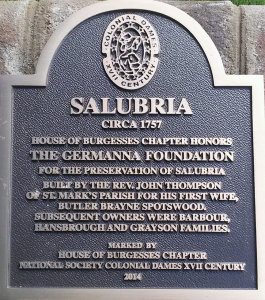 COLONIAL DAMES
XVII CENTURY
SALUBRIA
CIRCA 1757
HOUSE OF BURGESSES CHAPTER HONORS
THE GERMANNA FOUNDATION
FOR THE PRESERVATION OF SALUBRIA
BUILT BY THE REV. JOHN THOMPSON
OF ST. MARK'S PARISH FOR HIS FIRST WIFE,
BUTLER BRAYNE SPOTSWOOD.
SUBSEQUENT OWNERS WERE BARBOUR,
HANSBROUGH AND GRAYSON FAMILIES.
MARKED BY
HOUSE OF BURGESSES CHAPTER
NATIONAL SOCIETY COLONIAL DAMES XVII CENTURY
2014